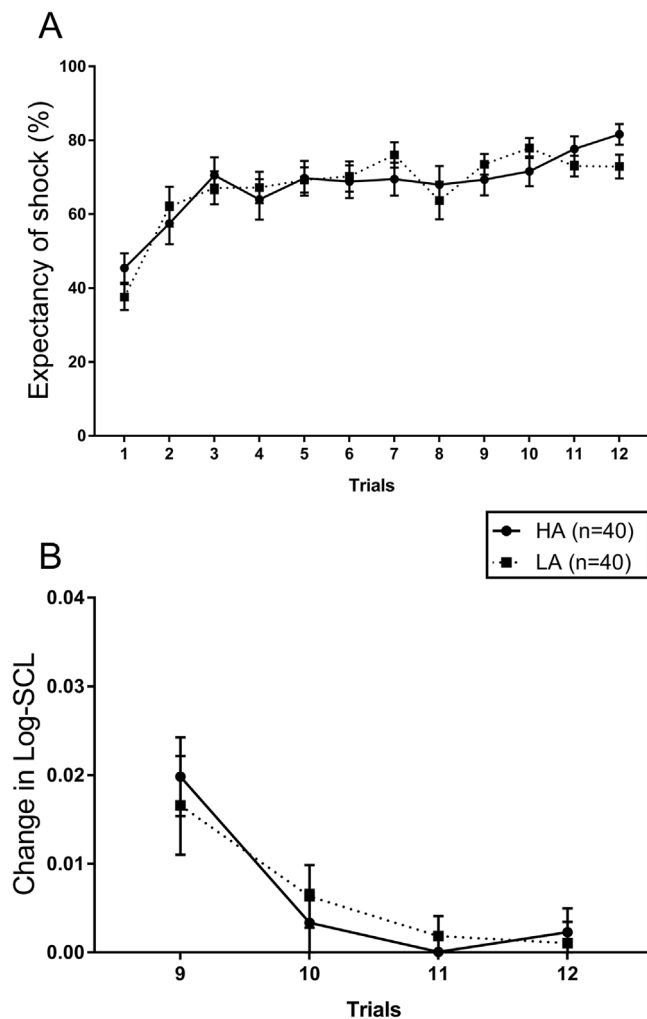 A
Expectancy of shock (%)
100
80
60
40
20
0
1 2 3 4 5 6 7 8 9 10 11 12
Trials
HA (n=40)
LA (n=40)
B
Change in Log-SCL
0.04
0.03
0.02
0.01
0.00
9 10 11 12
Trials